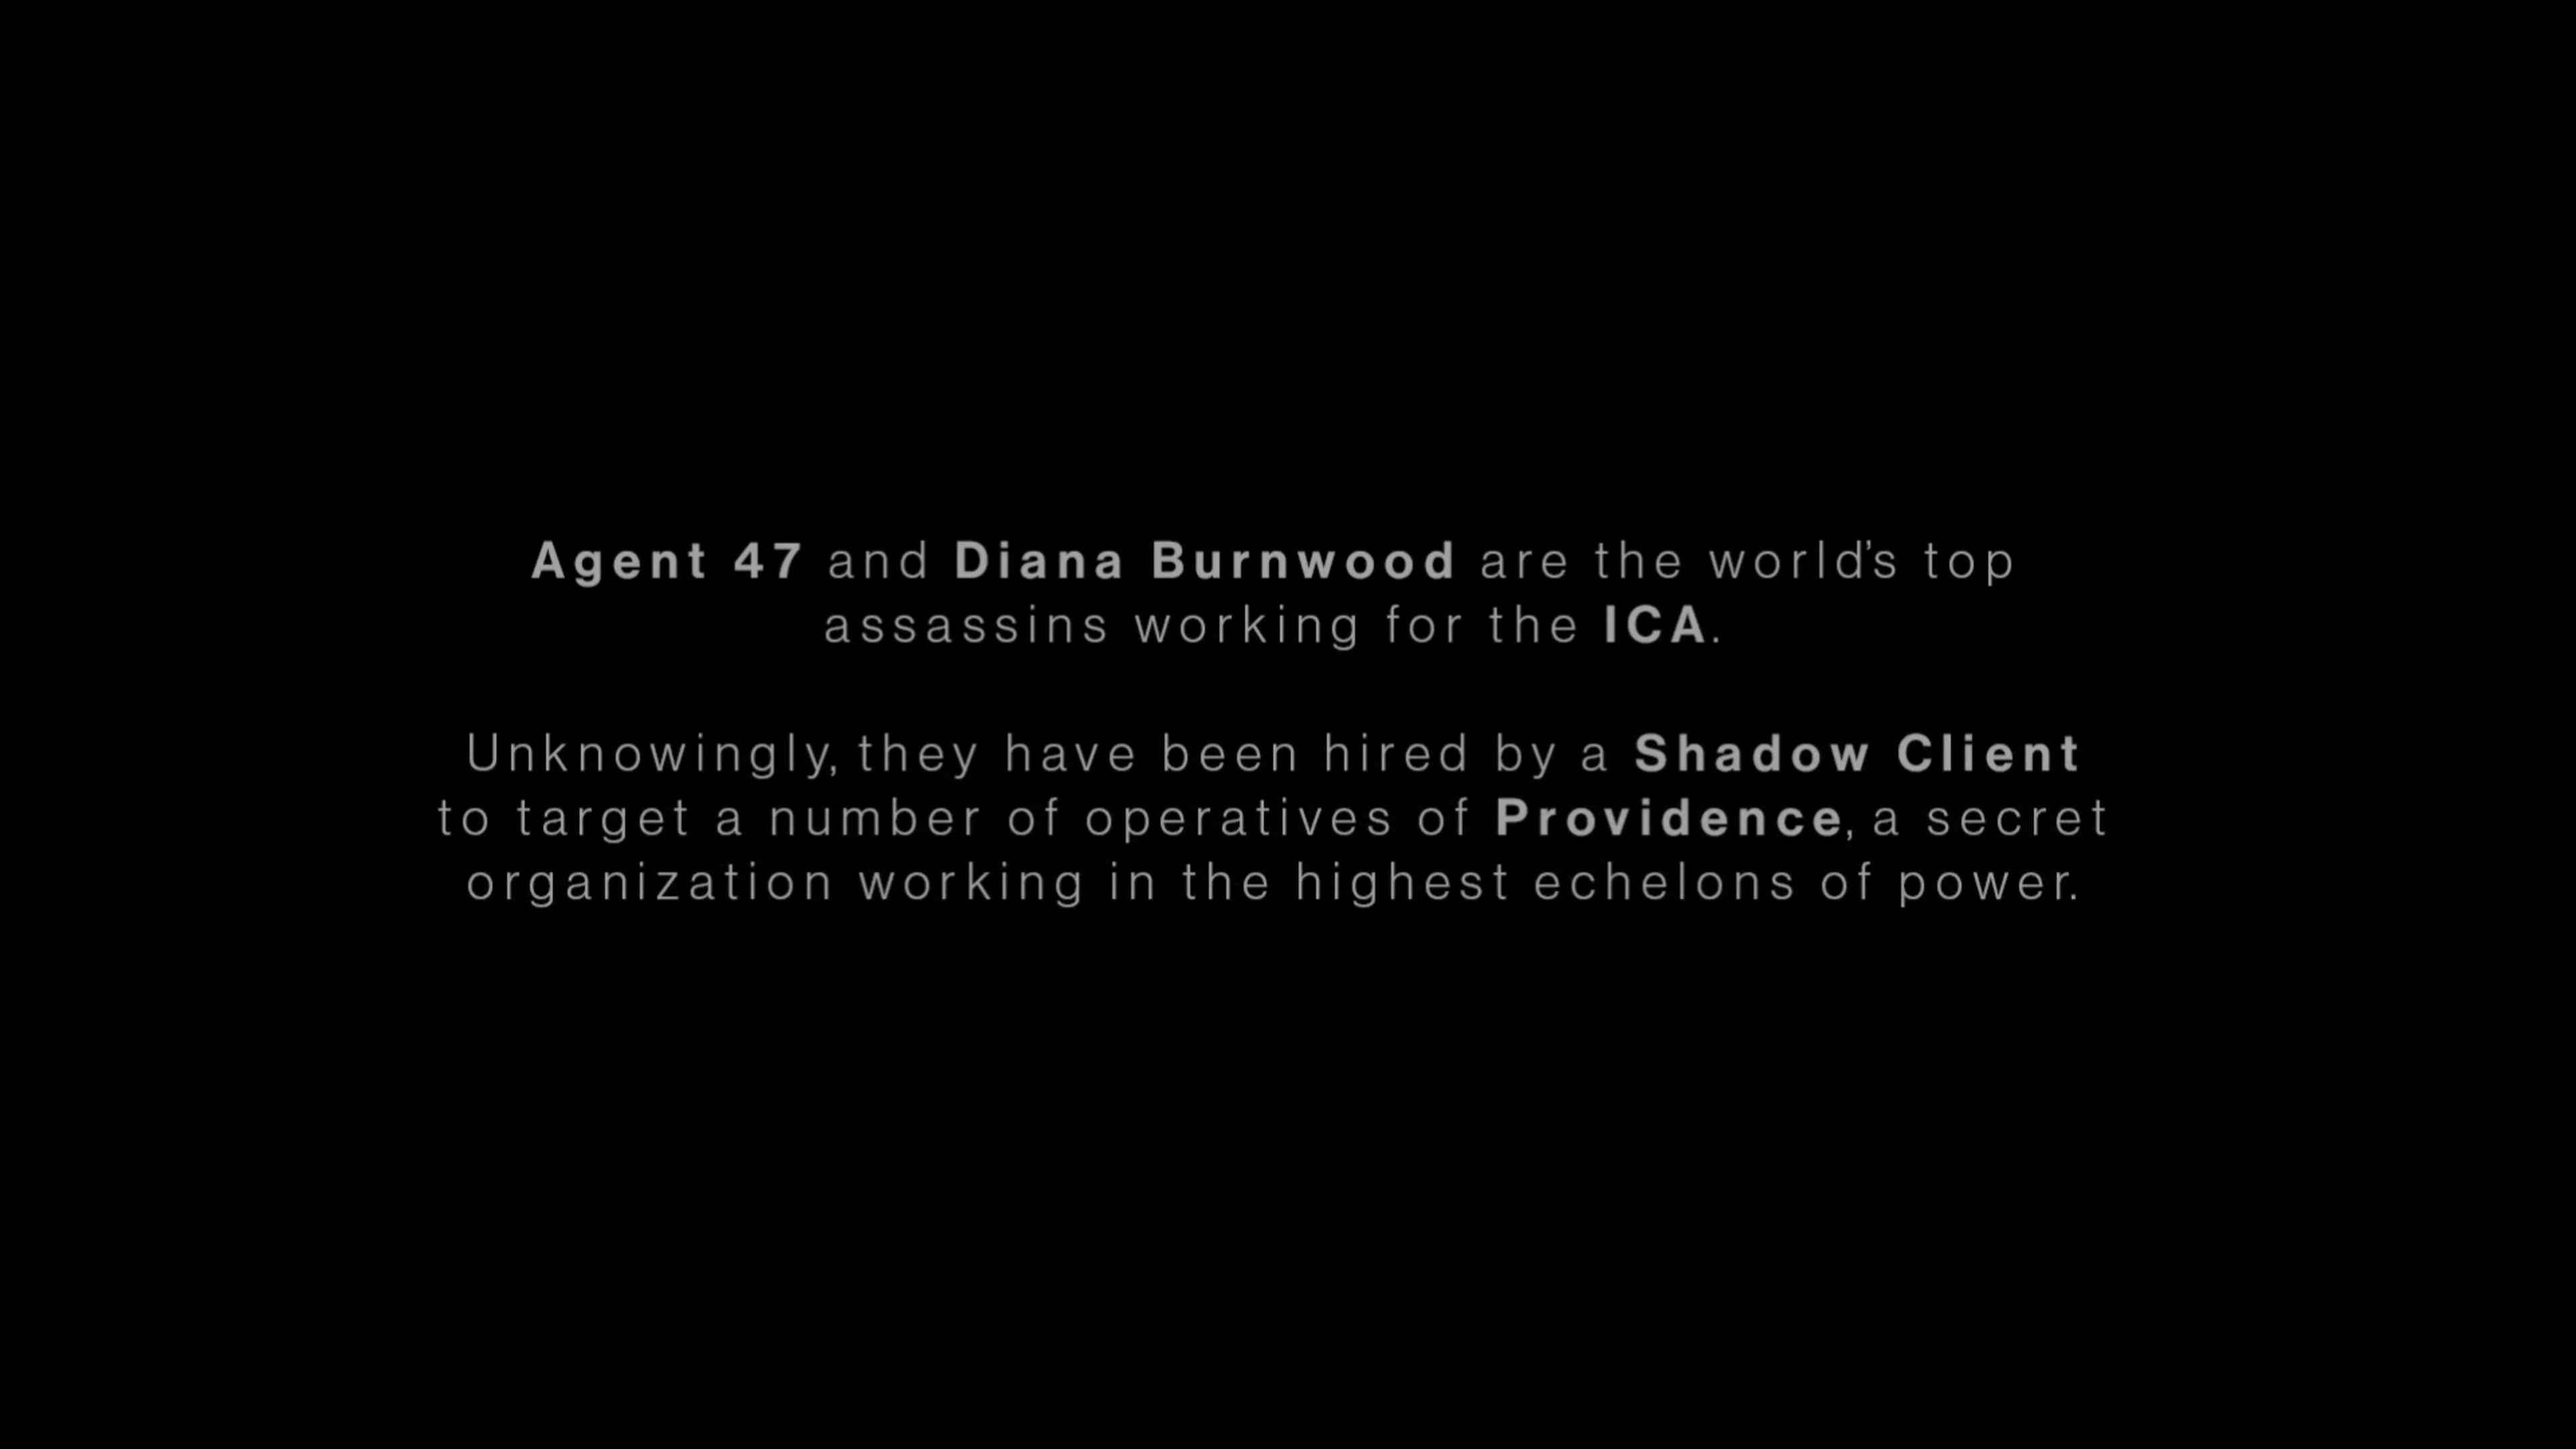 Agent 47 and Diana Burnwood are the world’s top
assassins working for the ICA.
Unknowingly, they have been hired by a Shadow Client
to target a number of operatives of Providence, a secret
organization working in the highest echelons of power.